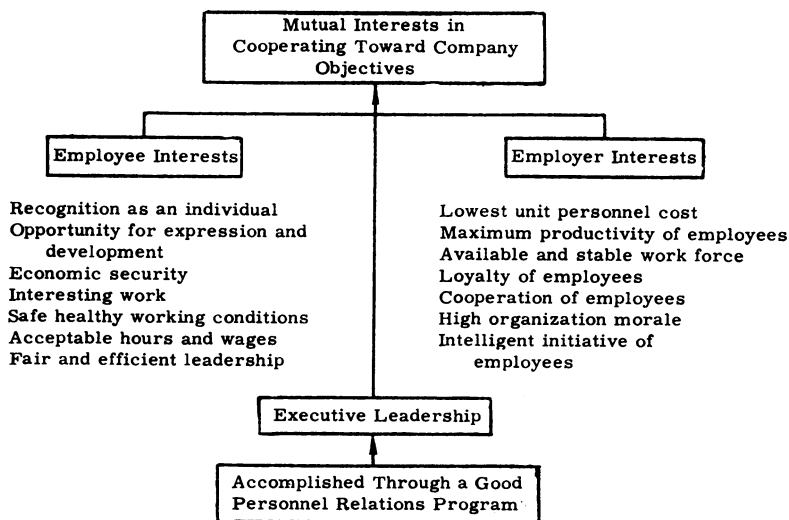 Mutual Interests in
Cooperating Toward Company
Objectives
Employee Interests
Employer Interests
Recognition as an individual
Opportunity for expression and
development
Economic security
Interesting work
Safe healthy working conditions
Acceptable hours and wages
Fair and efficient leadership
Lowest unit personnel cost
Maximum productivity of employees
Available and stable work force
Loyalty of employees
Cooperation of employees
High organization morale
Intelligent initiative of
employees
Executive Leadership
Accomplished Through a Good
Personnel Relations Program